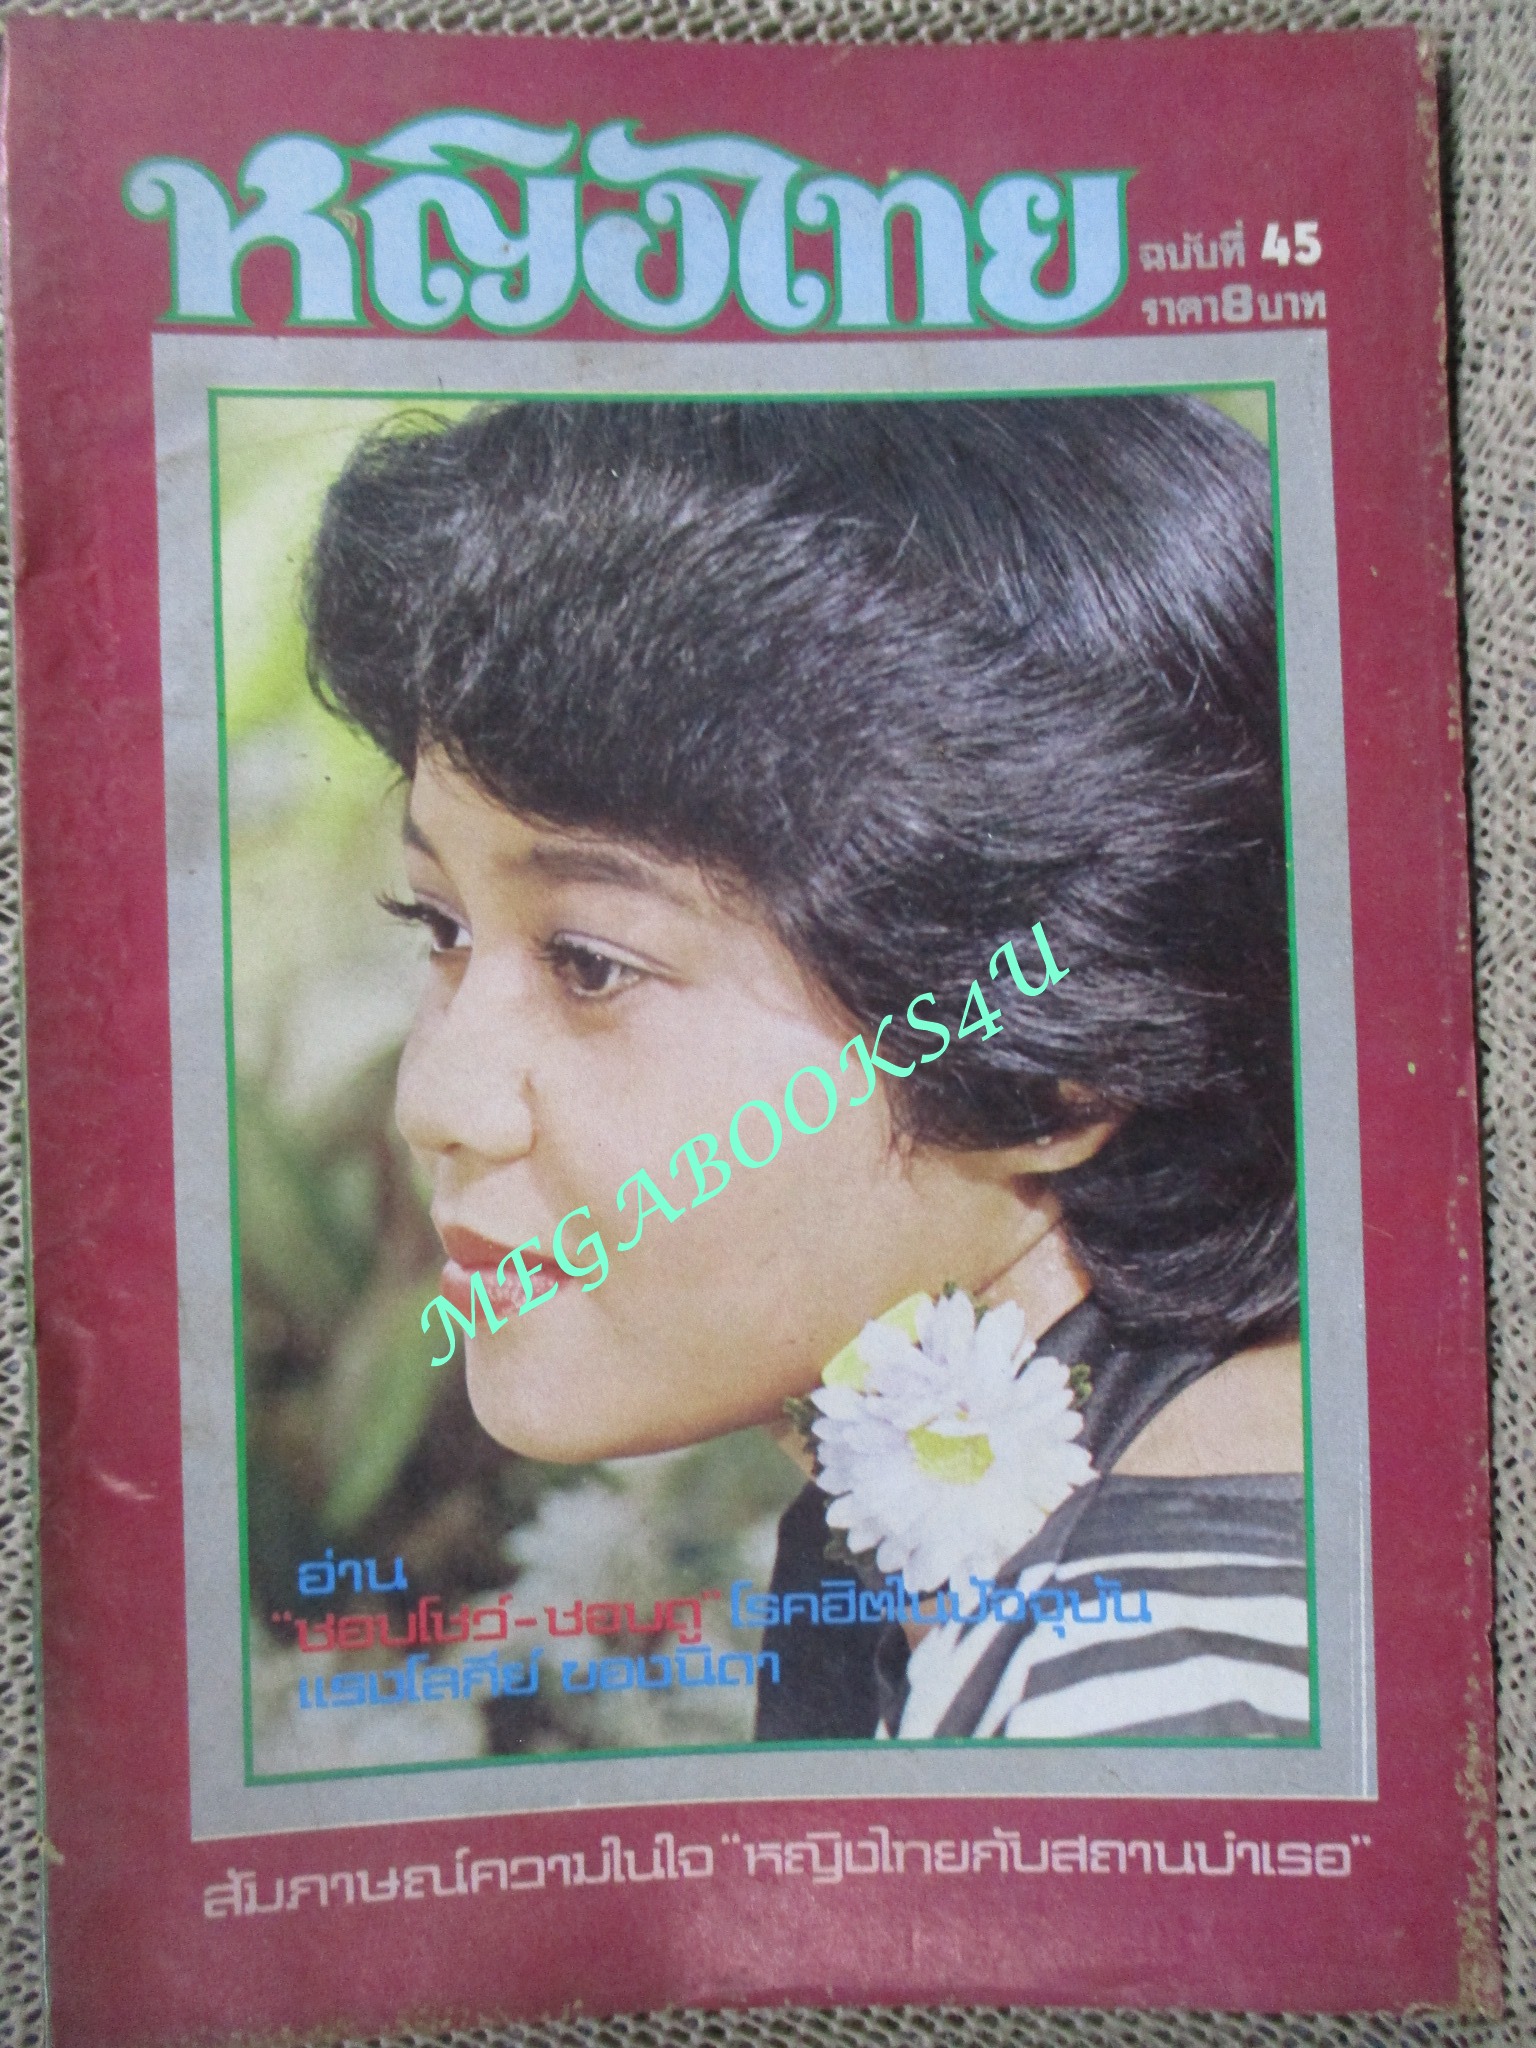 หญิงไทย
ฉบับที่ 45
ราคา 8 บาท
MEGABOOKS4U
อ่าน
"ชอบโชว์-ชอบดู" โรคฮิตในปัจจุบัน
แรงโลกีย์ ของนิดา
สัมภาษณ์ความในใจ "หญิงไทยกับสถานบำเรอ"